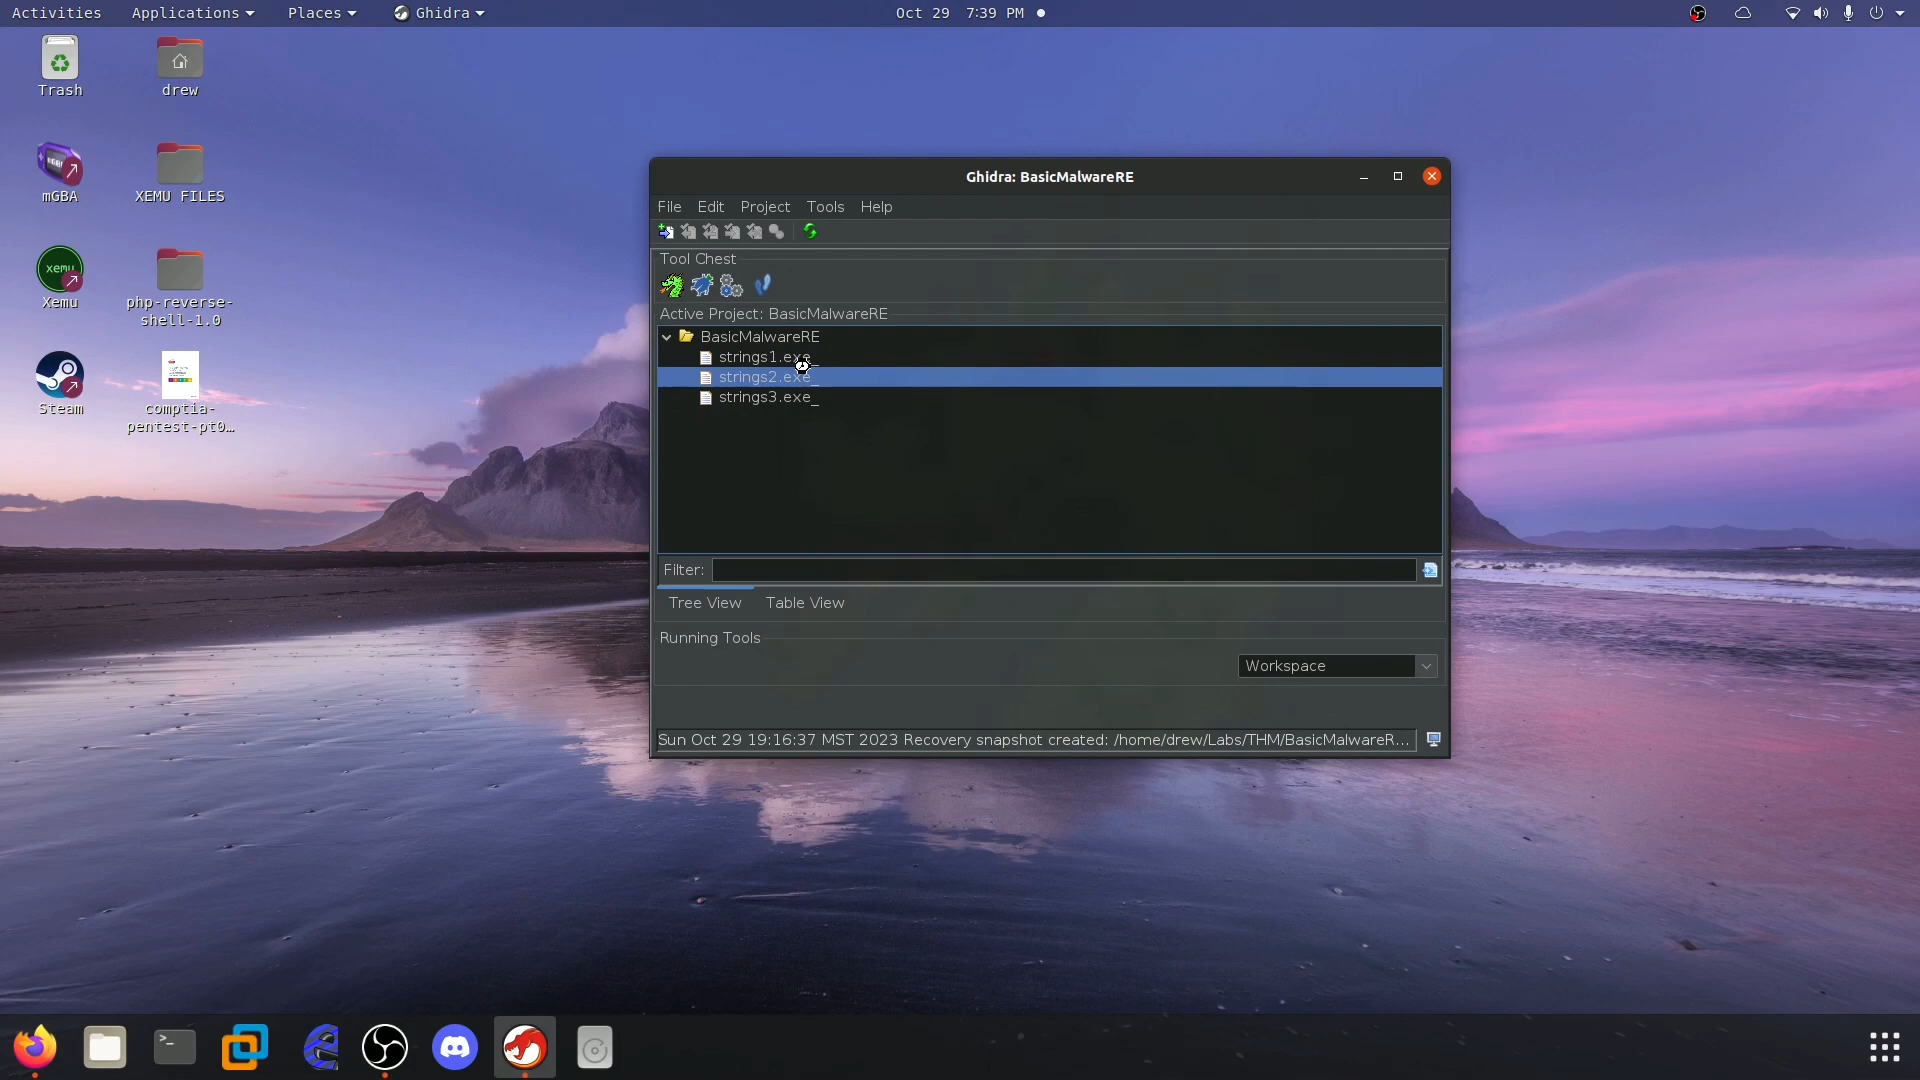 Activities Applications Places Ghidra Oct 29 7:39 PM
Trash
drew
mGBA
XEMU FILES
xemu
Xemu
php-reverse-
shell-1.0
Steam
comptia-
pentest-pt0…
Ghidra: BasicMalwareRE
File Edit Project Tools Help
Tool Chest
Active Project: BasicMalwareRE
BasicMalwareRE
strings1.exe_
strings2.exe_
strings3.exe_
Filter:
Tree View Table View
Running Tools
Workspace
Sun Oct 29 19:16:37 MST 2023 Recovery snapshot created: /home/drew/Labs/THM/BasicMalwareR...